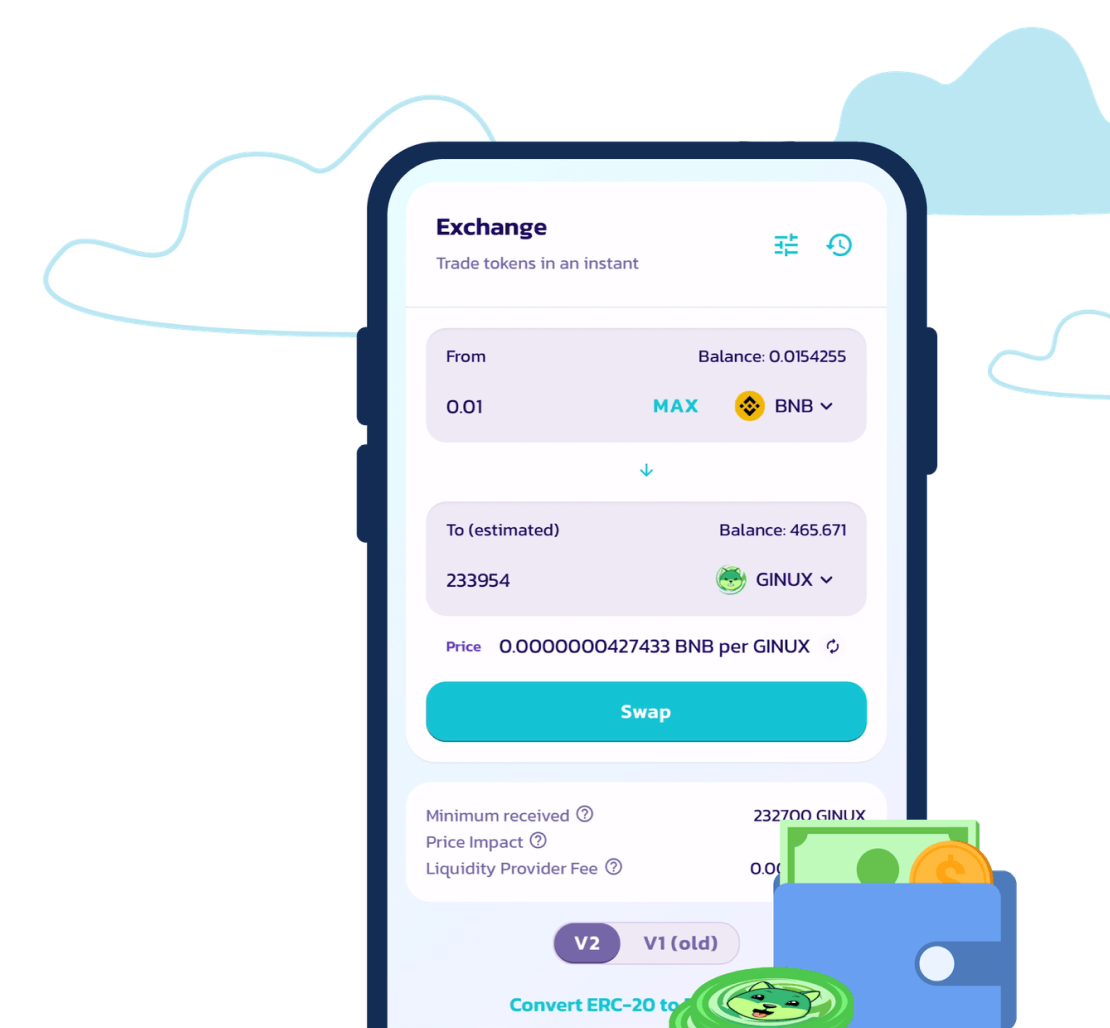 Exchange
Trade tokens in an instant
From Balance: 0.0154255
0.01 MAX BNB
To (estimated) Balance: 465.671
233954 GINUX
Price 0.0000000427433 BNB per GINUX
Swap
Minimum received 232700 GINUX
Price Impact
Liquidity Provider Fee
V2 V1 (old)
Convert ERC-20 to